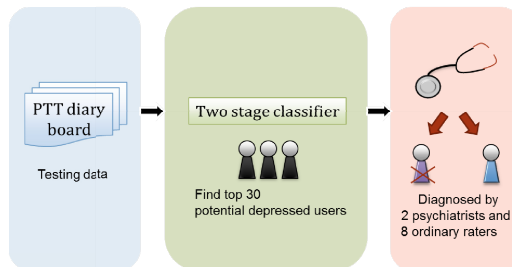 PTT diary
board
Testing data
Two stage classifier
Find top 30
potential depressed users
Diagnosed by
2 psychiatrists and
8 ordinary raters